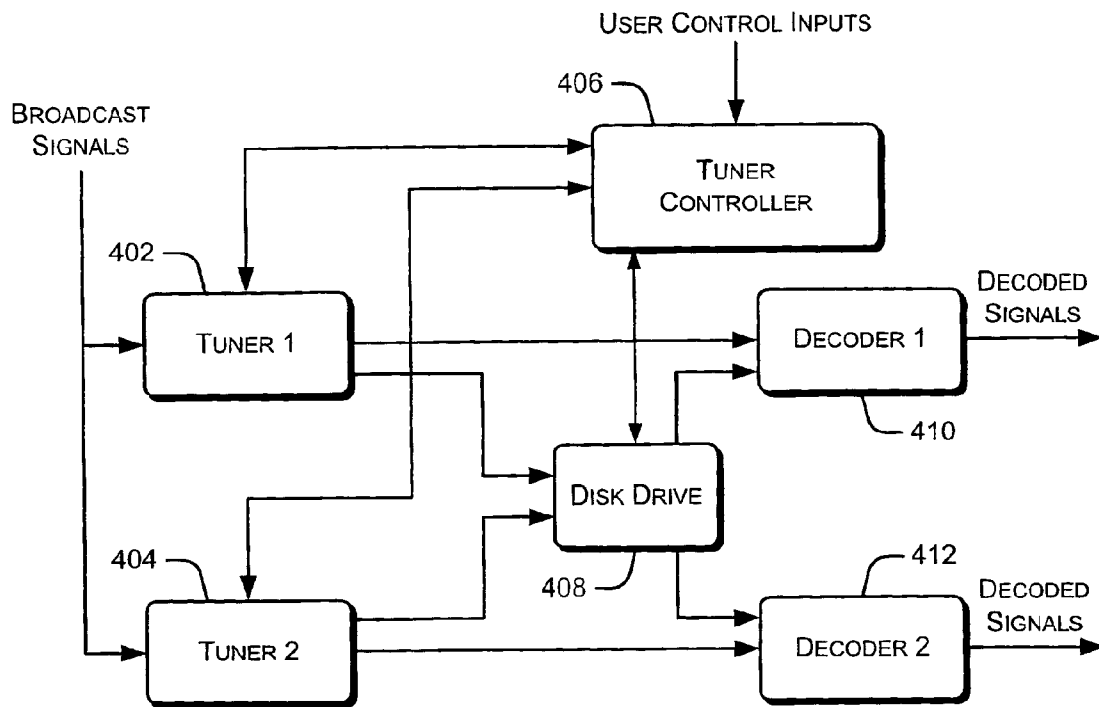 USER CONTROL INPUTS
406
BROADCAST
SIGNALS
TUNER
CONTROLLER
402
DECODED
SIGNALS
TUNER 1
DECODER 1
410
DISK DRIVE
404
408
412
DECODED
SIGNALS
TUNER 2
DECODER 2